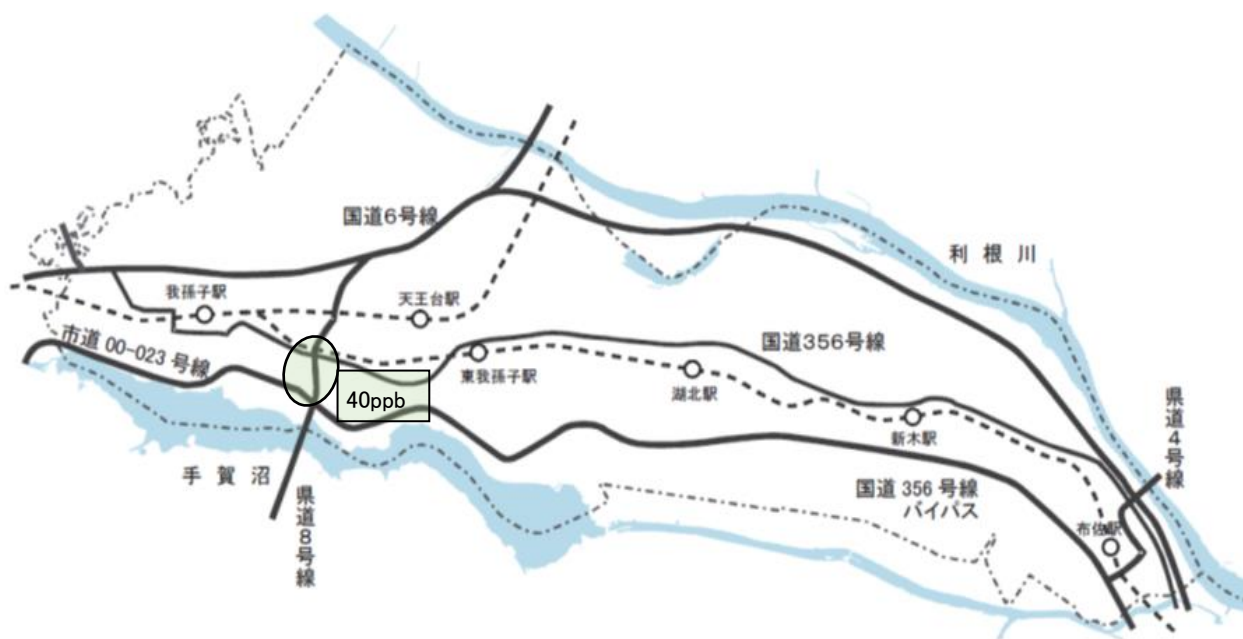 国道6号線
利根川
我孫子駅
天王台駅
市道 00-023 号線
国道356号線
東我孫子駅
湖北駅
40ppb
新木駅
県道4号線
手賀沼
県道8号線
国道 356 号線
バイパス
布佐駅